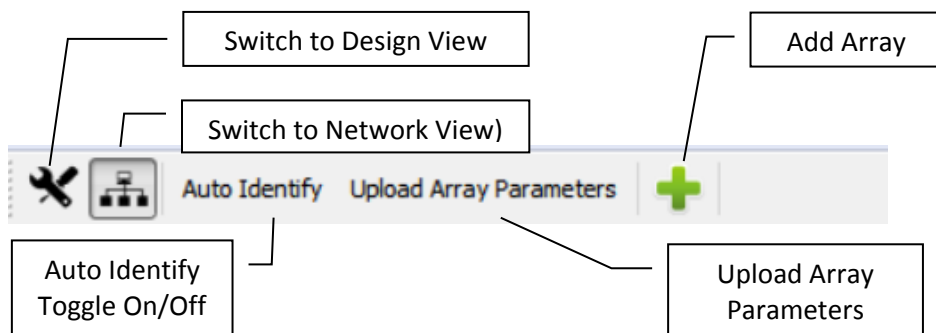 Switch to Design View
Add Array
Switch to Network View)
Auto Identify
Upload Array Parameters
Auto Identify
Toggle On/Off
Upload Array
Parameters